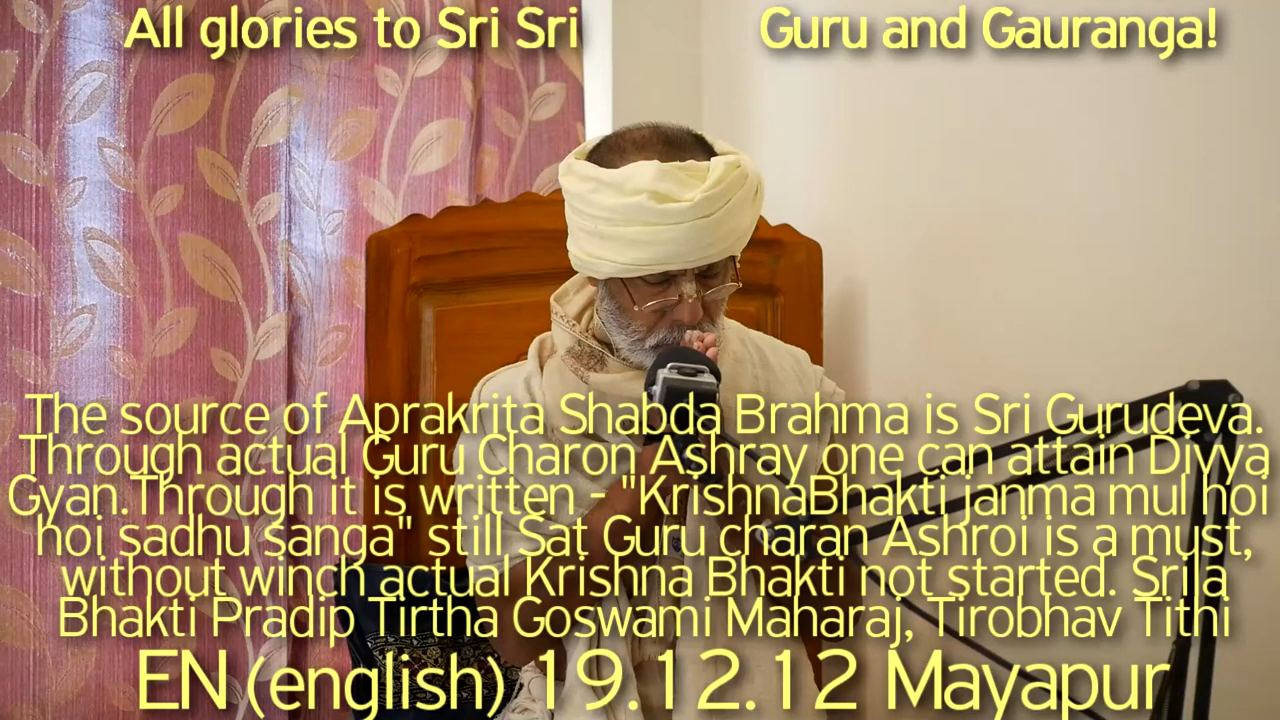 All glories to Sri Sri Guru and Gauranga!
The source of Aprakrita Shabda Brahma is Sri Gurudeva.
Through actual Guru Charon Ashray one can attain Divya
Gyan.Through it is written - "KrishnaBhakti janma mul hoi
hoi sadhu sanga" still Sat Guru charan Ashroi is a must,
without winch actual Krishna Bhakti not started. Srila
Bhakti Pradip Tirtha Goswami Maharaj, Tirobhav Tithi
EN (english) 19.12.12 Mayapur